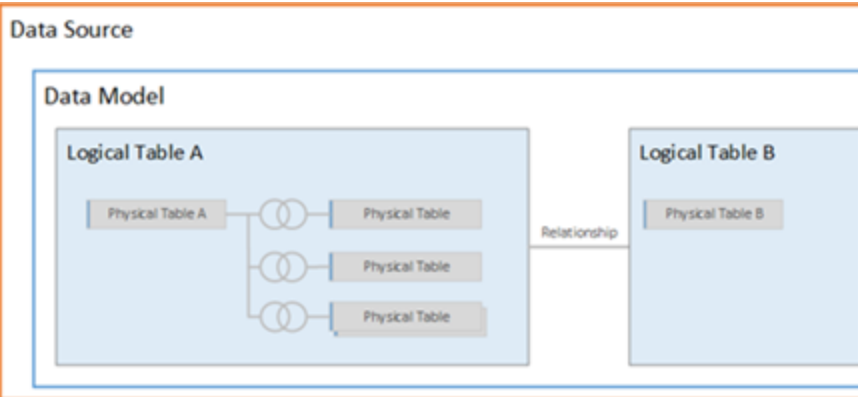 Data Source
Data Model
Logical Table A
Logical Table B
Physical Table A
Physical Table
Physical Table B
Relationship
Physical Table
Physical Table